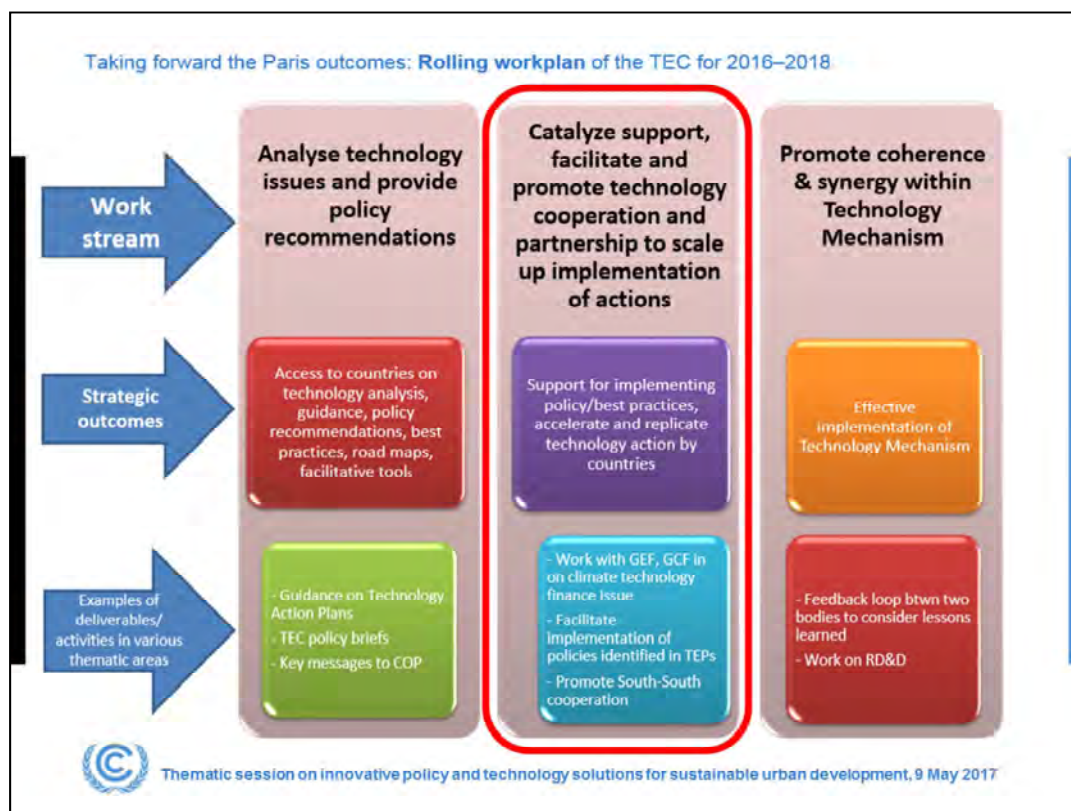 Taking forward the Paris outcomes: Rolling workplan of the TEC for 2016–2018
Work
stream
Analyse technology
issues and provide
policy
recommendations
Catalyze support,
facilitate and
promote technology
cooperation and
partnership to scale
up implementation
of actions
Promote coherence
& synergy within
Technology
Mechanism
Strategic
outcomes
Access to countries on
technology analysis,
guidance, policy
recommendations, best
practices, road maps,
facilitative tools
Support for implementing
policy/best practices,
accelerate and replicate
technology action by
countries
Effective
implementation of
Technology Mechanism
Examples of
deliverables/
activities in various
thematic areas
- Guidance on Technology
Action Plans
- TEC policy briefs
- Key messages to COP
- Work with GEF, GCF in
on climate technology
finance issue
- Facilitate
implementation of
policies identified in TEPs
- Promote South-South
cooperation
- Feedback loop btwn two
bodies to consider lessons
learned
- Work on RD&D
Thematic session on innovative policy and technology solutions for sustainable urban development, 9 May 2017